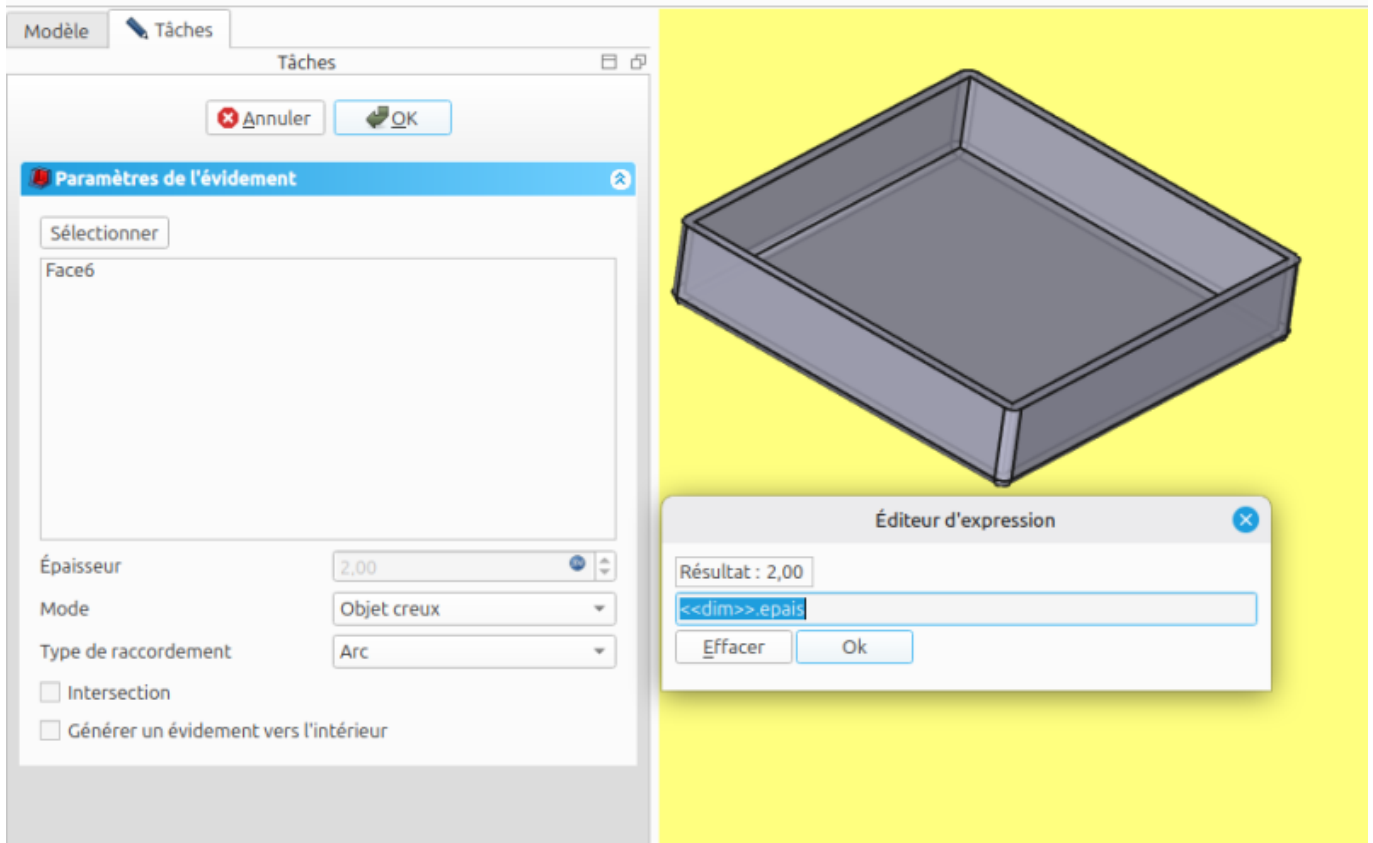 Modèle
Tâches
Tâches
Annuler
OK
Paramètres de l'évidement
Sélectionner
Face6
Épaisseur
2,00
Mode
Objet creux
Type de raccordement
Arc
Intersection
Générer un évidement vers l'intérieur
Éditeur d'expression
Résultat : 2,00
<<dim>>.epais
Effacer
Ok